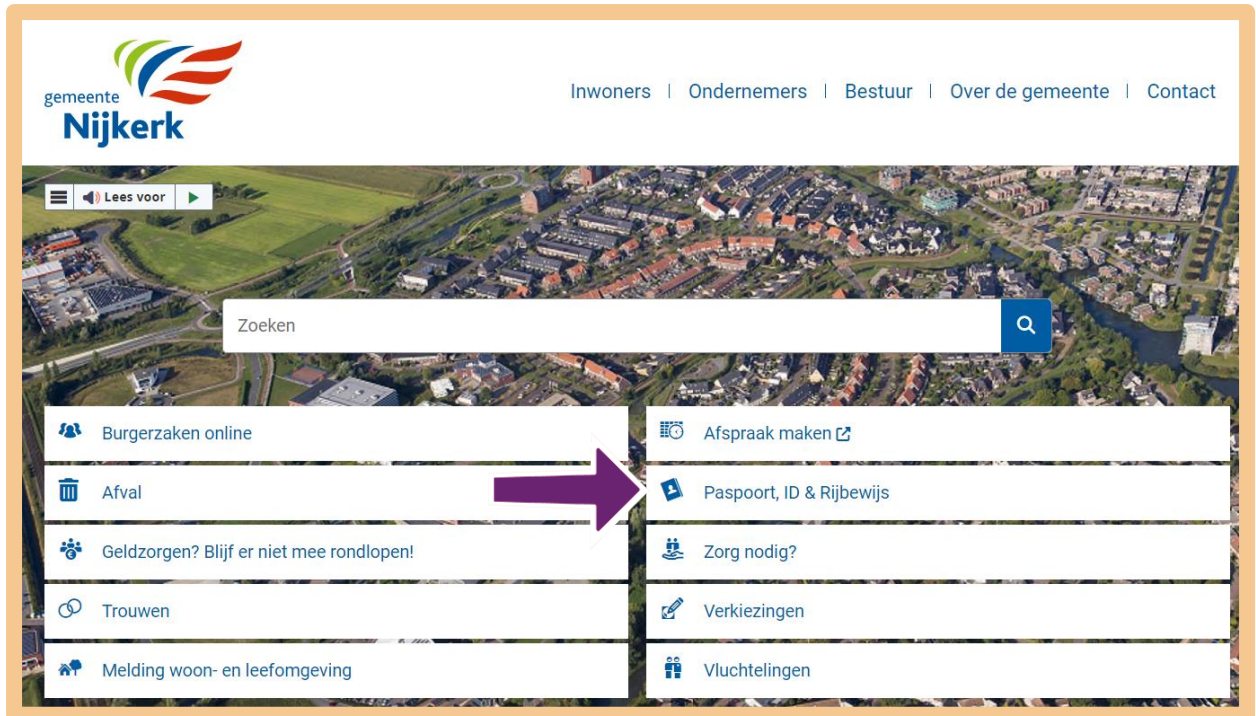 gemeente
Nijkerk
Inwoners | Ondernemers | Bestuur | Over de gemeente | Contact
Lees voor
Zoeken
Burgerzaken online
Afspraak maken
Afval
Paspoort, ID & Rijbewijs
Geldzorgen? Blijf er niet mee rondlopen!
Zorg nodig?
Trouwen
Verkiezingen
Melding woon- en leefomgeving
Vluchtelingen